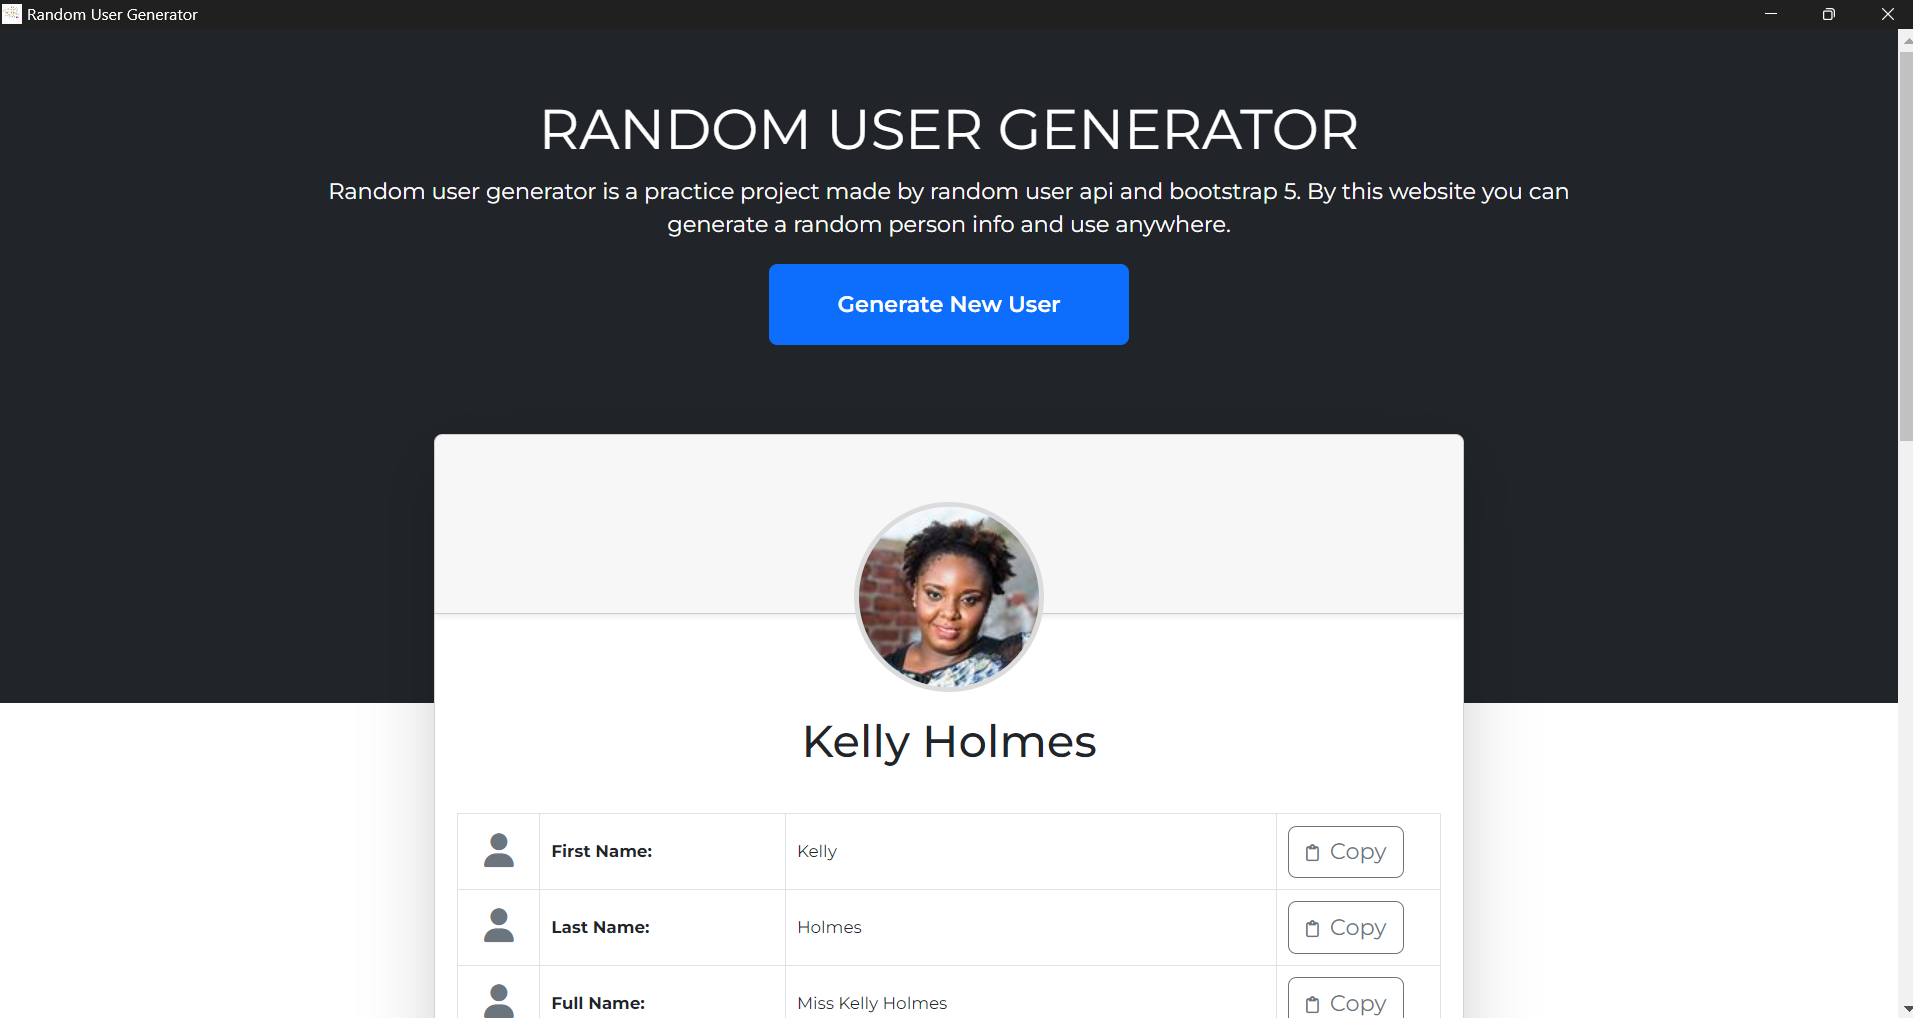 Random User Generator
RANDOM USER GENERATOR
Random user generator is a practice project made by random user api and bootstrap 5. By this website you can
generate a random person info and use anywhere.
Generate New User
Kelly Holmes
First Name: Kelly Copy
Last Name: Holmes Copy
Full Name: Miss Kelly Holmes Copy